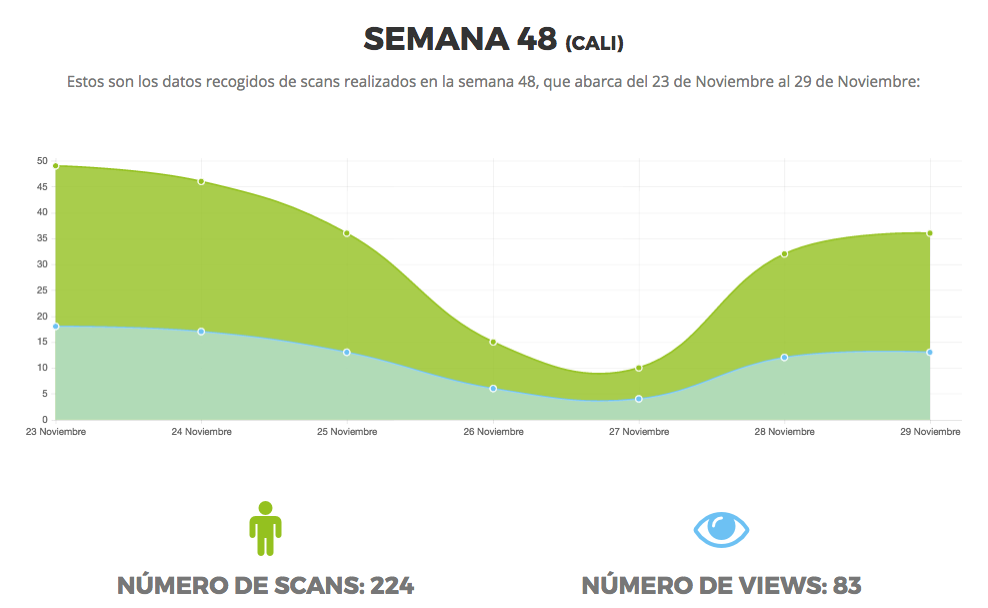 SEMANA 48 (CALI)
Estos son los datos recogidos de scans realizados en la semana 48, que abarca del 23 de Noviembre al 29 de Noviembre:
50
45
40
35
30
25
20
15
10
5
0
23 Noviembre 24 Noviembre 25 Noviembre 26 Noviembre 27 Noviembre 28 Noviembre 29 Noviembre
NÚMERO DE SCANS: 224 NÚMERO DE VIEWS: 83